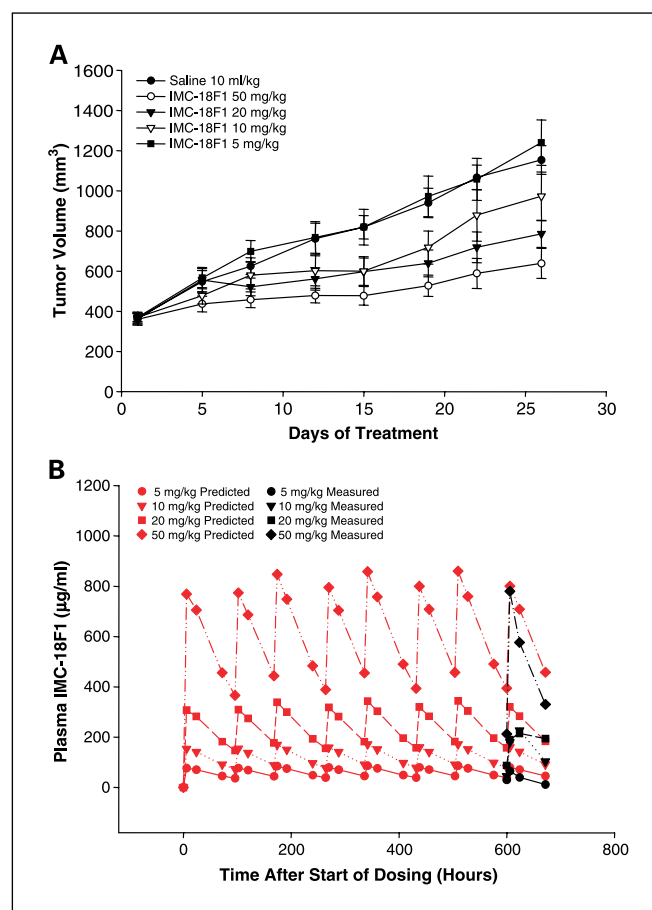 A
Saline 10 ml/kg
IMC-18F1 50 mg/kg
IMC-18F1 20 mg/kg
IMC-18F1 10 mg/kg
IMC-18F1 5 mg/kg
1600
1400
1200
1000
800
600
400
200
0
Tumor Volume (mm³)
0 5 10 15 20 25 30
Days of Treatment
B
5 mg/kg Predicted
10 mg/kg Predicted
20 mg/kg Predicted
50 mg/kg Predicted
5 mg/kg Measured
10 mg/kg Measured
20 mg/kg Measured
50 mg/kg Measured
1200
1000
800
600
400
200
0
Plasma IMC-18F1 (μg/ml)
0 200 400 600 800
Time After Start of Dosing (Hours)